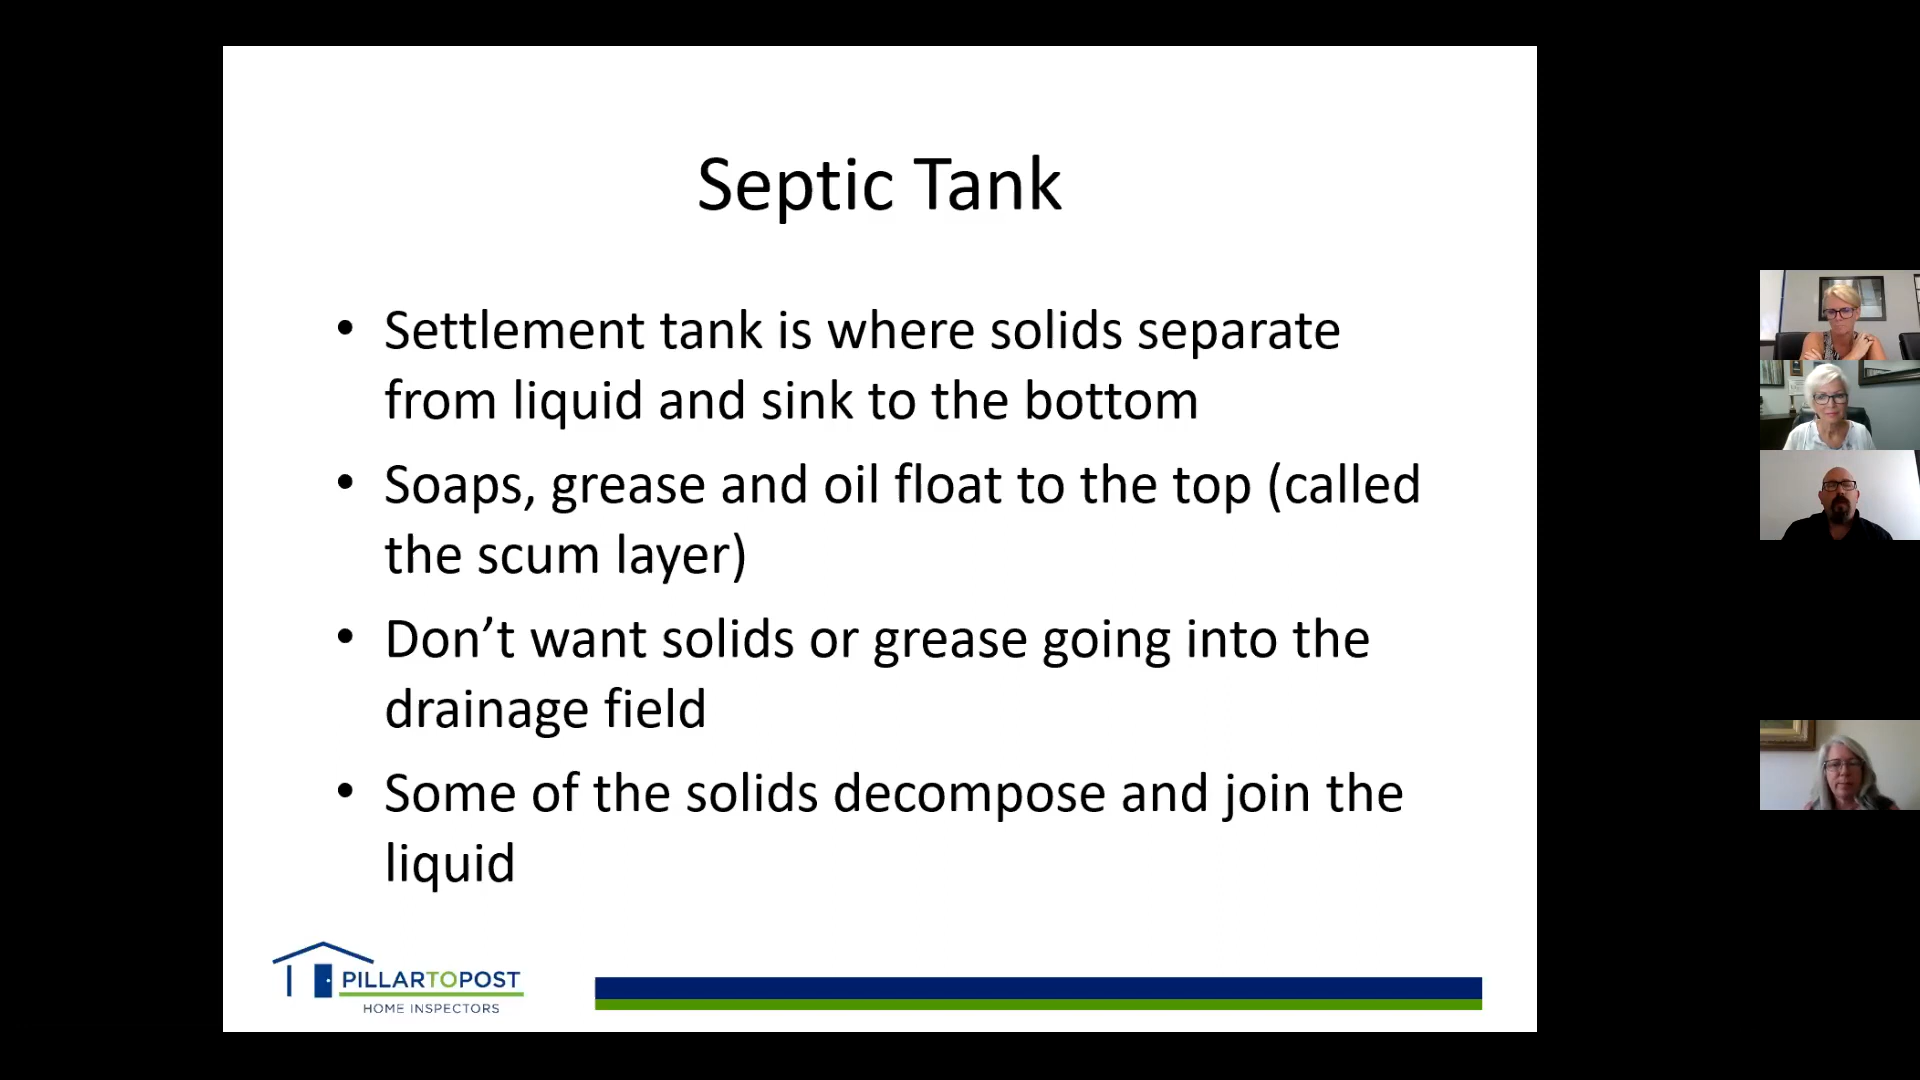 Septic Tank
• Settlement tank is where solids separate
from liquid and sink to the bottom
• Soaps, grease and oil float to the top (called
the scum layer)
• Don’t want solids or grease going into the
drainage field
• Some of the solids decompose and join the
liquid
PILLARTOPOST
HOME INSPECTORS